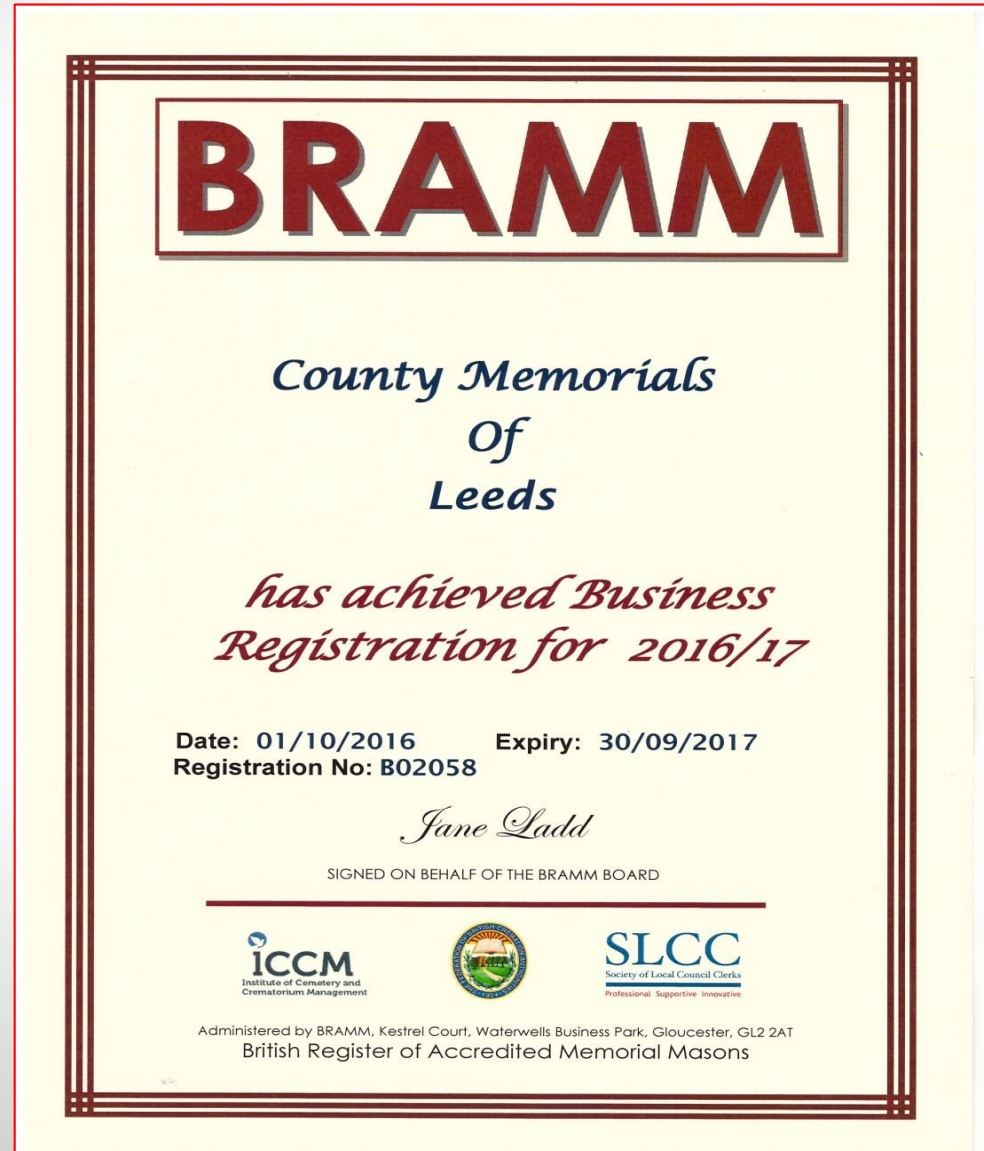 BRAMM
County Memorials
Of
Leeds
has achieved Business
Registration for 2016/17
Date: 01/10/2016 Expiry: 30/09/2017
Registration No: B02058
Jane Ladd
SIGNED ON BEHALF OF THE BRAMM BOARD
iCCM
Institute of Cemetery and
Crematorium Management
SLCC
Society of Local Council Clerks
Professional Supportive Innovative
Administered by BRAMM, Kestrel Court, Waterwells Business Park, Gloucester, GL2 2AT
British Register of Accredited Memorial Masons